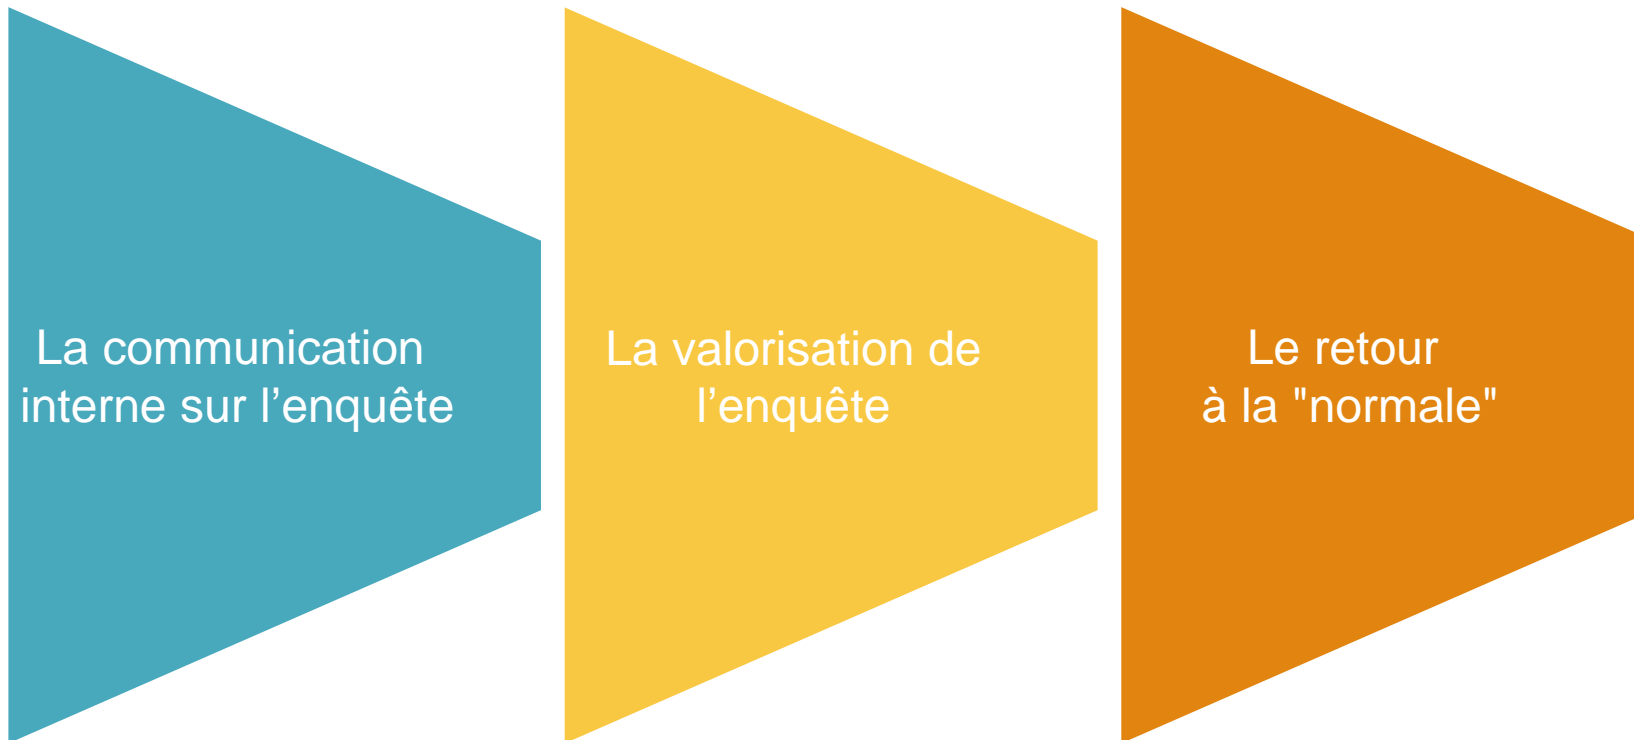 La communication
interne sur l’enquête
La valorisation de
l’enquête
Le retour
à la "normale"